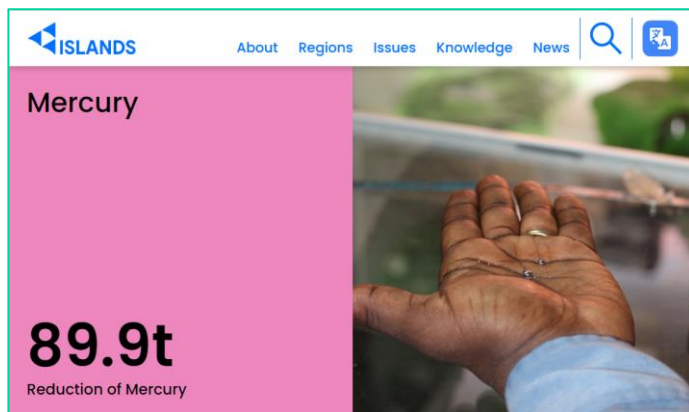 ISLANDS
About Regions Issues Knowledge News
Mercury
89.9t
Reduction of Mercury